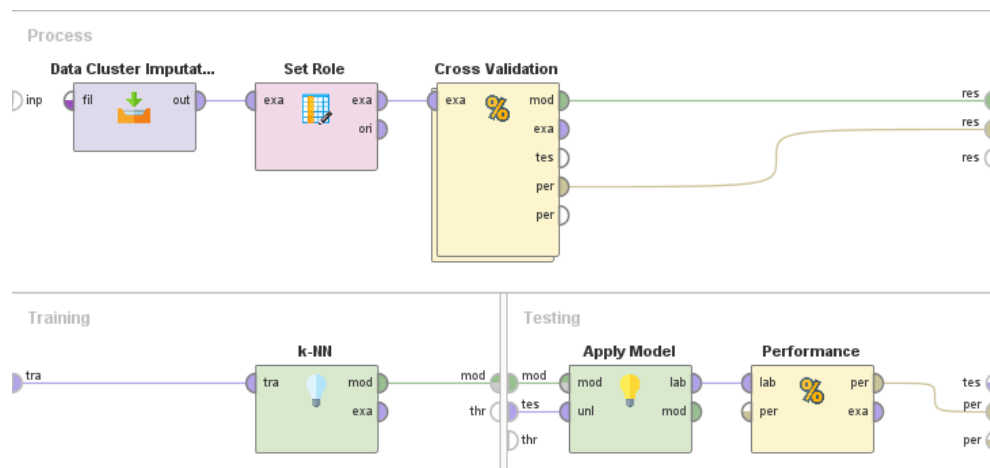 Process
Data Cluster Imputat...
Set Role
Cross Validation
inp
fil
out
exa
exa
ori
exa
mod
exa
tes
per
per
res
res
res
Training
k-NN
tra
tra
mod
exa
mod
thr
Testing
Apply Model
Performance
mod
tes
thr
mod
unl
lab
mod
lab
per
per
exa
tes
per
per